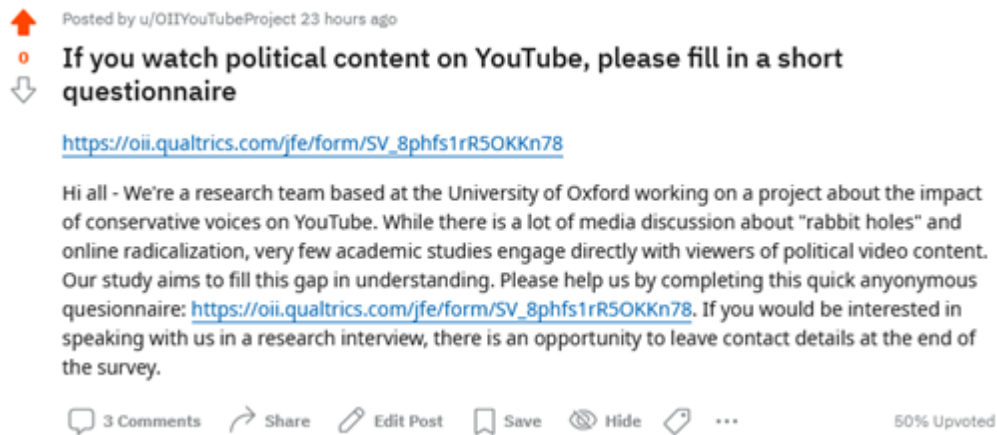 Posted by u/OIIYouTubeProject 23 hours ago
0
If you watch political content on YouTube, please fill in a short
questionnaire
https://oii.qualtrics.com/jfe/form/SV_8phfs1rR5OKKn78
Hi all - We're a research team based at the University of Oxford working on a project about the impact
of conservative voices on YouTube. While there is a lot of media discussion about "rabbit holes" and
online radicalization, very few academic studies engage directly with viewers of political video content.
Our study aims to fill this gap in understanding. Please help us by completing this quick anyonymous
quesionnaire: https://oii.qualtrics.com/jfe/form/SV_8phfs1rR5OKKn78. If you would be interested in
speaking with us in a research interview, there is an opportunity to leave contact details at the end of
the survey.
3 Comments Share Edit Post Save Hide ... 50% Upvoted